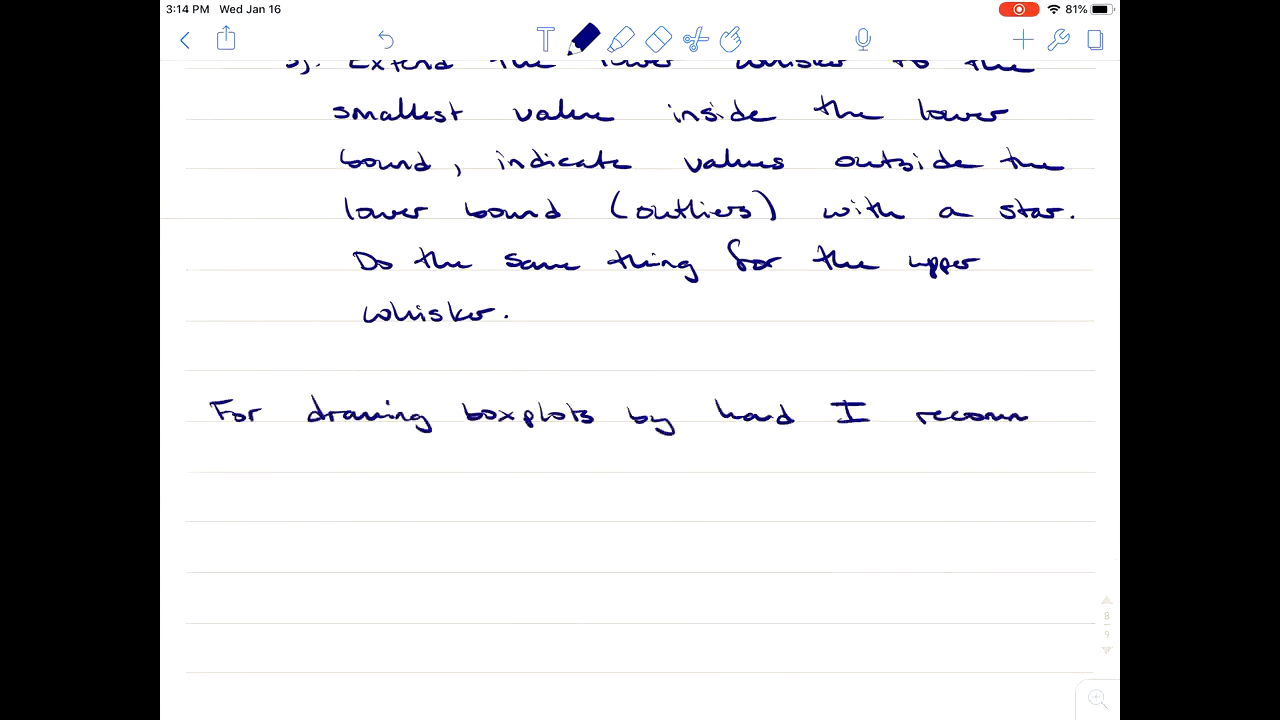 3:14 PM Wed Jan 16
81%
5). Extend the lower whisker to the
smallest value inside the lower
bound, indicate values outside the
lower bound (outliers) with a star.
Do the same thing for the upper
whisker.
For drawing boxplots by hand I recomm
8
9